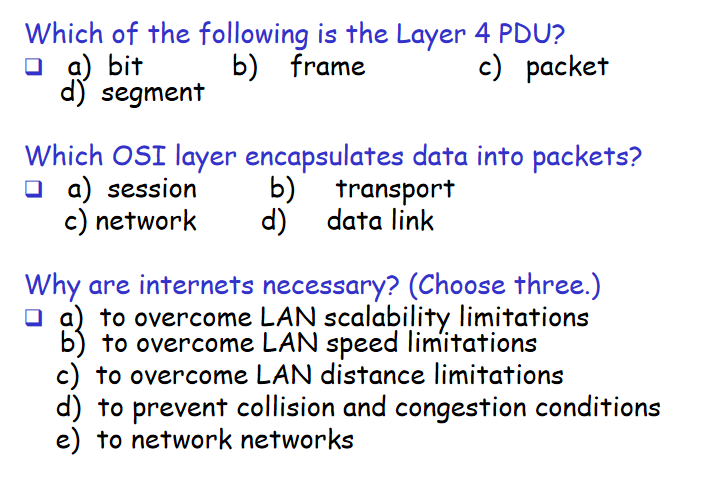 Which of the following is the Layer 4 PDU?
a) bit b) frame c) packet
d) segment
Which OSI layer encapsulates data into packets?
a) session b) transport
c) network d) data link
Why are internets necessary? (Choose three.)
a) to overcome LAN scalability limitations
b) to overcome LAN speed limitations
c) to overcome LAN distance limitations
d) to prevent collision and congestion conditions
e) to network networks